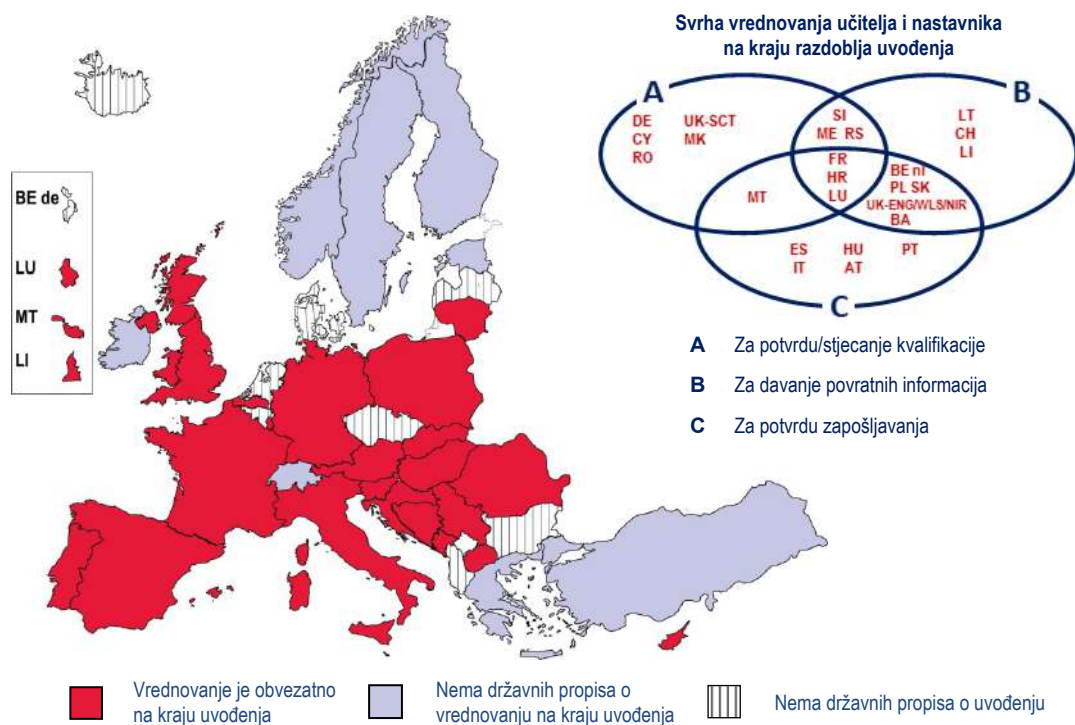 Svrha vrednovanja učitelja i nastavnika
na kraju razdoblja uvođenja
A
B
DE UK-SCT
CY MK
RO
SI
ME RS
LT
CH
LI
FR
HR
LU
BE nl
PL SK
UK-ENG/WLS/NIR
BA
MT
ES HU PT
IT AT
C
A Za potvrdu/stjecanje kvalifikacije
B Za davanje povratnih informacija
C Za potvrdu zapošljavanja
BE de
LU
MT
LI
Vrednovanje je obvezatno
na kraju uvođenja
Nema državnih propisa o
vrednovanju na kraju uvođenja
Nema državnih propisa o uvođenju